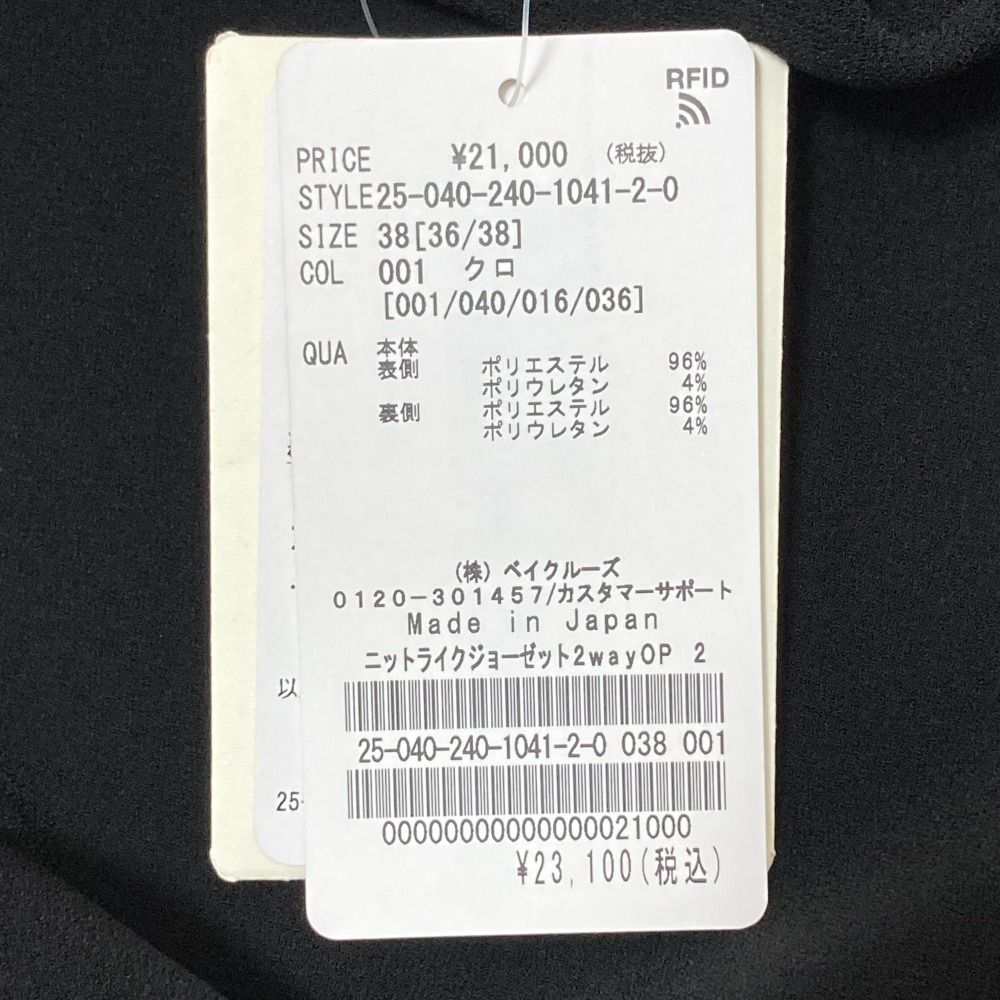 RFID
PRICE ¥21,000 (税抜)
STYLE25-040-240-1041-2-0
SIZE 38[36/38]
COL 001 クロ
[001/040/016/036]
QUA 本体
表側 ポリエステル 96%
ポリウレタン 4%
裏側 ポリエステル 96%
ポリウレタン 4%
(株)ベイクルーズ
0120-301457/カスタマーサポート
Made in Japan
ニットライクジョーゼット2wayOP 2
25-040-240-1041-2-0 038 001
00000000000000021000
¥23,100(税込)
以
25-